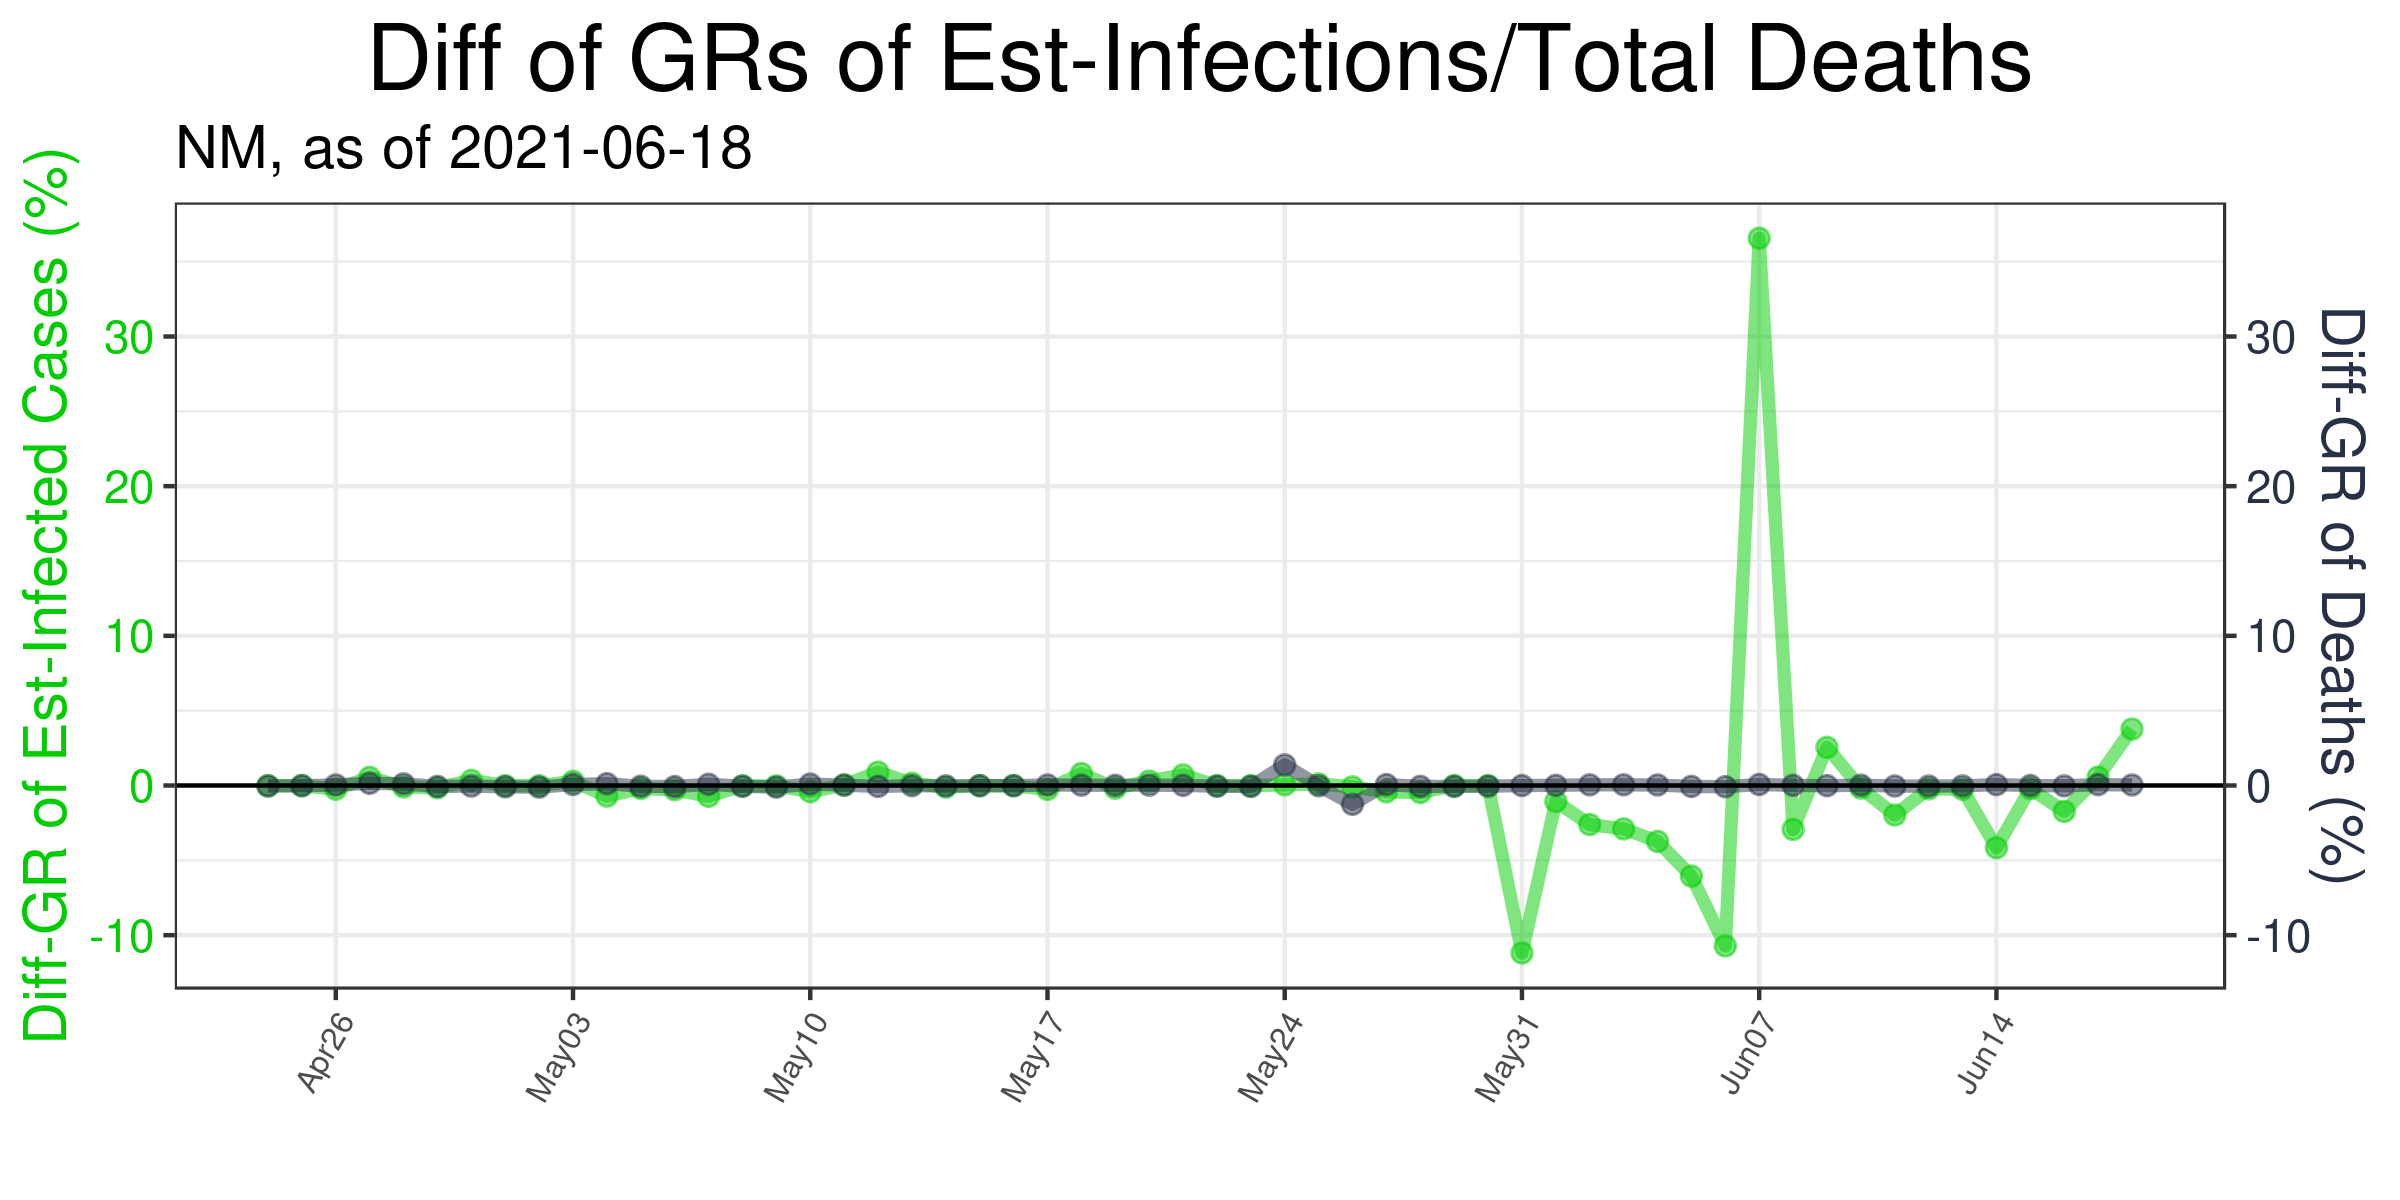 Diff of GRs of Est-Infections/Total Deaths
NM, as of 2021-06-18
Diff-GR of Est-Infected Cases (%)
30
20
10
0
-10
30
20
10
0
-10
Diff-GR of Deaths (%)
Apr26
May03
May10
May17
May24
May31
Jun07
Jun14